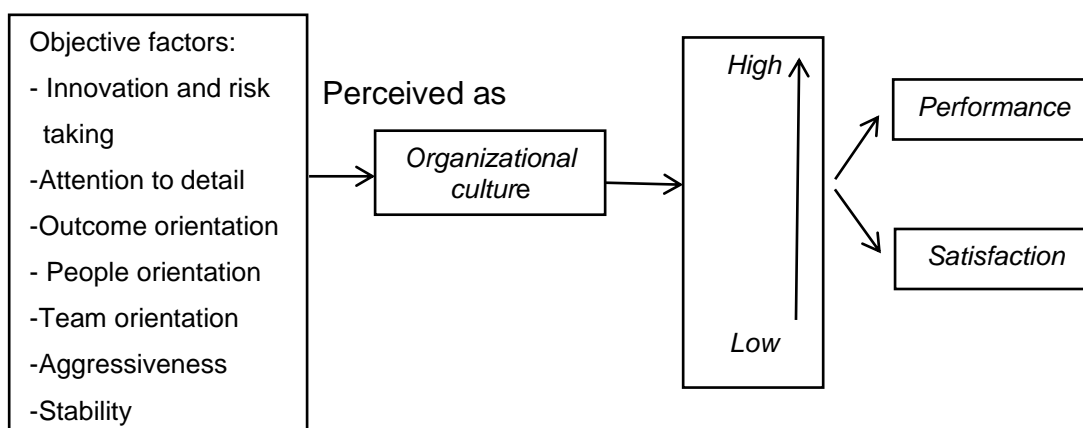 Objective factors:
- Innovation and risk
taking
-Attention to detail
-Outcome orientation
- People orientation
-Team orientation
-Aggressiveness
-Stability
Perceived as
Organizational
culture
High
Low
Performance
Satisfaction